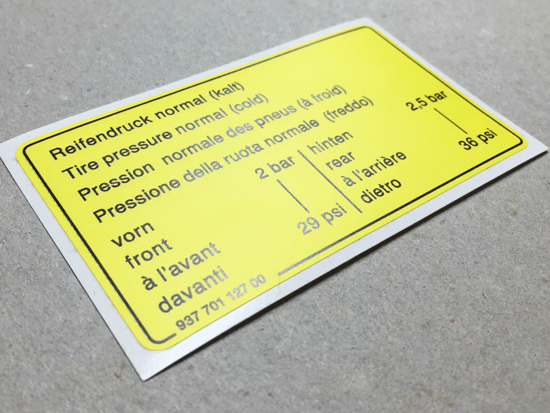 Reifendruck normal (kalt)
Tire pressure normal (cold)
Pression normale des pneus (à froid)
Pressione della ruota normale (freddo)
vorn
front
à l'avant
davanti
2 bar
29 psi
hinten
rear
à l'arrière
dietro
2,5 bar
36 psi
937 701 127 00